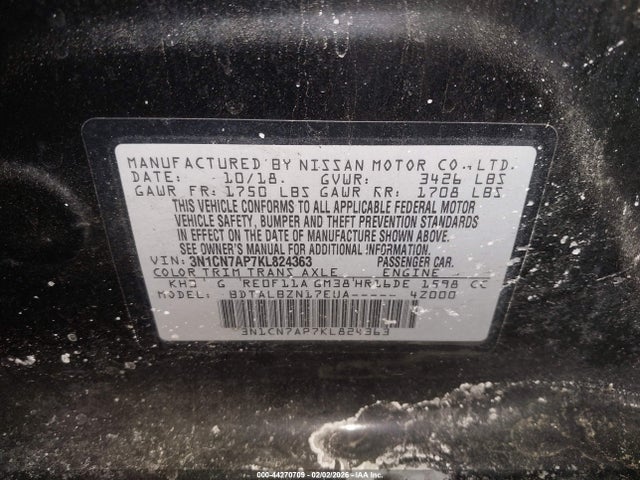 MANUFACTURED BY NISSAN MOTOR CO.,LTD.
DATE: 10/18. GVWR: 3426 LBS
GAWR FR: 1750 LBS GAWR RR: 1708 LBS
THIS VEHICLE CONFORMS TO ALL APPLICABLE FEDERAL MOTOR
VEHICLE SAFETY, BUMPER AND THEFT PREVENTION STANDARDS
IN EFFECT ON THE DATE OF MANUFACTURE SHOWN ABOVE.
SEE OWNER'S MANUAL FOR ADDITIONAL INFORMATION.
VIN: 3N1CN7AP7KL824363 PASSENGER CAR.
COLOR TRIM TRANS AXLE ENGINE
G RE0F11A GM38 HR16DE 1598 CC
MODEL: BDTALBZN17EUA----- 4Z000
3N1CN7AP7KL824363
000-44270709 - 02/02/2026 - © IAA, Inc.